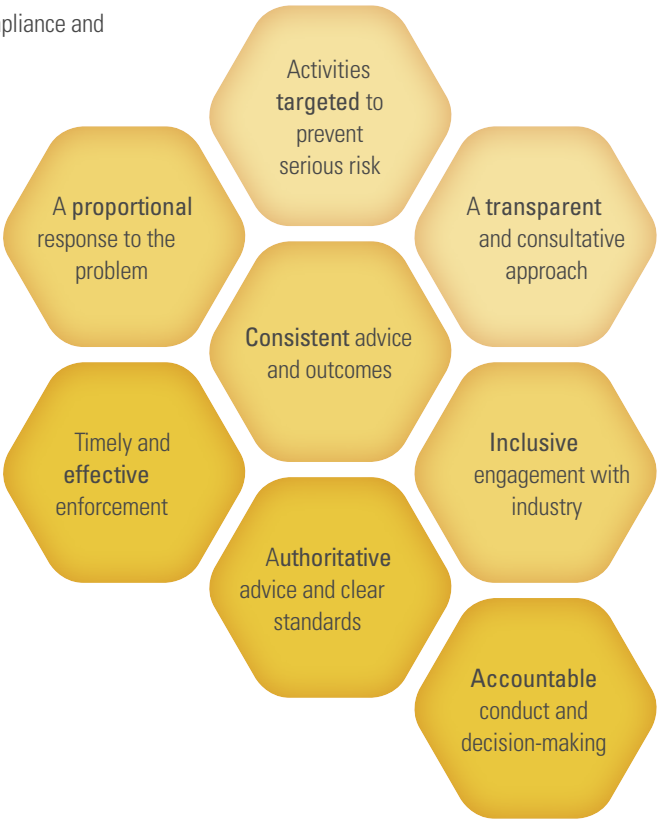 and
Activities
targeted to
prevent
serious risk
A proportional
response to the
problem
A transparent
and consultative
approach
Consistent advice
and outcomes
Timely and
effective
enforcement
Inclusive
engagement with
industry
Authoritative
advice and clear
standards
Accountable
conduct and
decision-making